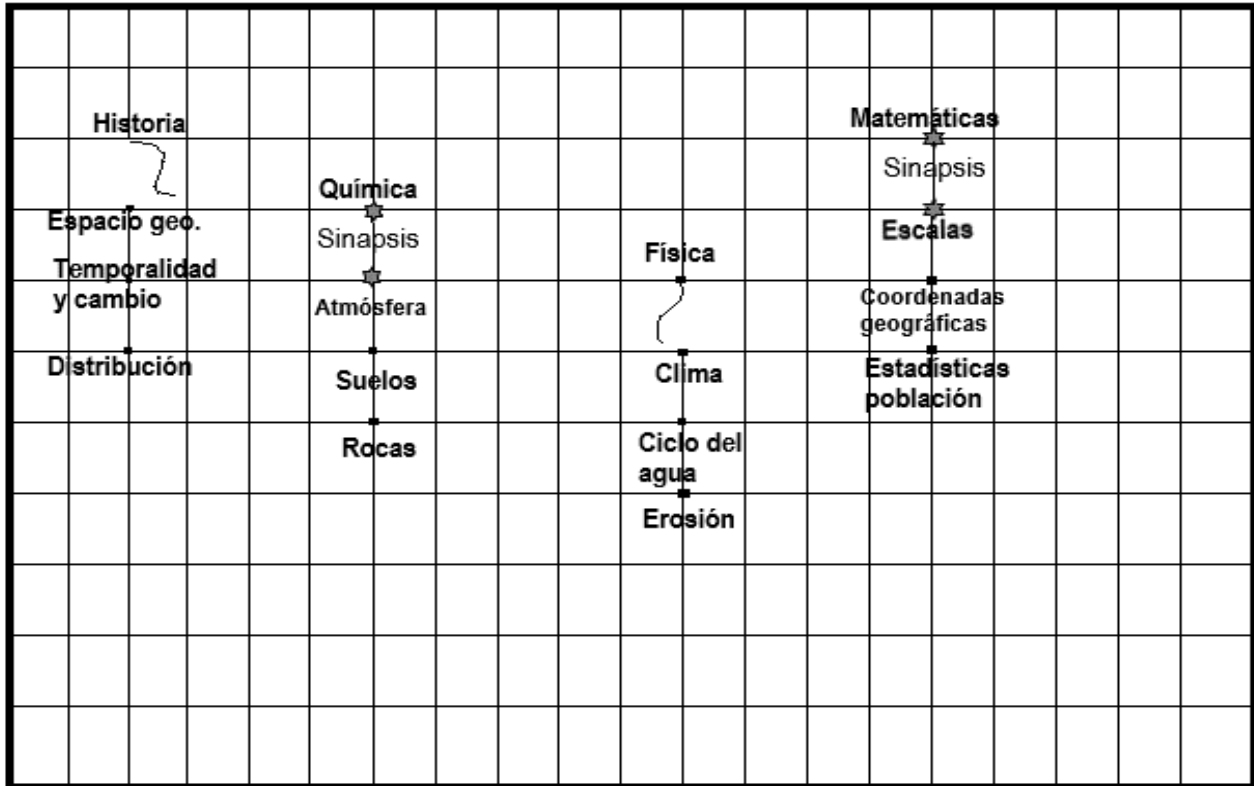 Historia
Espacio geo.
Temporalidad
y cambio
Distribución
Química
Sinapsis
Atmósfera
Suelos
Rocas
Física
Clima
Ciclo del
agua
Erosión
Matemáticas
Sinapsis
Escalas
Coordenadas
geográficas
Estadísticas
población